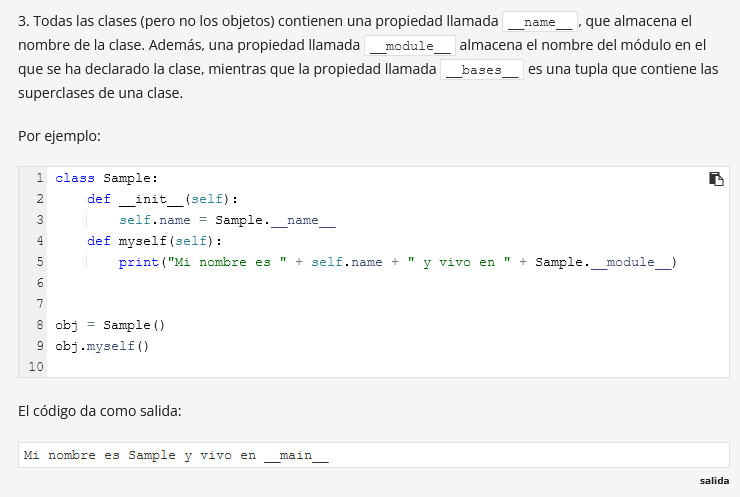 3. Todas las clases (pero no los objetos) contienen una propiedad llamada __name__, que almacena el
nombre de la clase. Además, una propiedad llamada __module__ almacena el nombre del módulo en el
que se ha declarado la clase, mientras que la propiedad llamada __bases__ es una tupla que contiene las
superclases de una clase.
Por ejemplo:
1 class Sample:
2     def __init__(self):
3         self.name = Sample.__name__
4     def myself(self):
5         print("Mi nombre es " + self.name + " y vivo en " + Sample.__module__)
6
7
8 obj = Sample()
9 obj.myself()
10
El código da como salida:
Mi nombre es Sample y vivo en __main__
salida